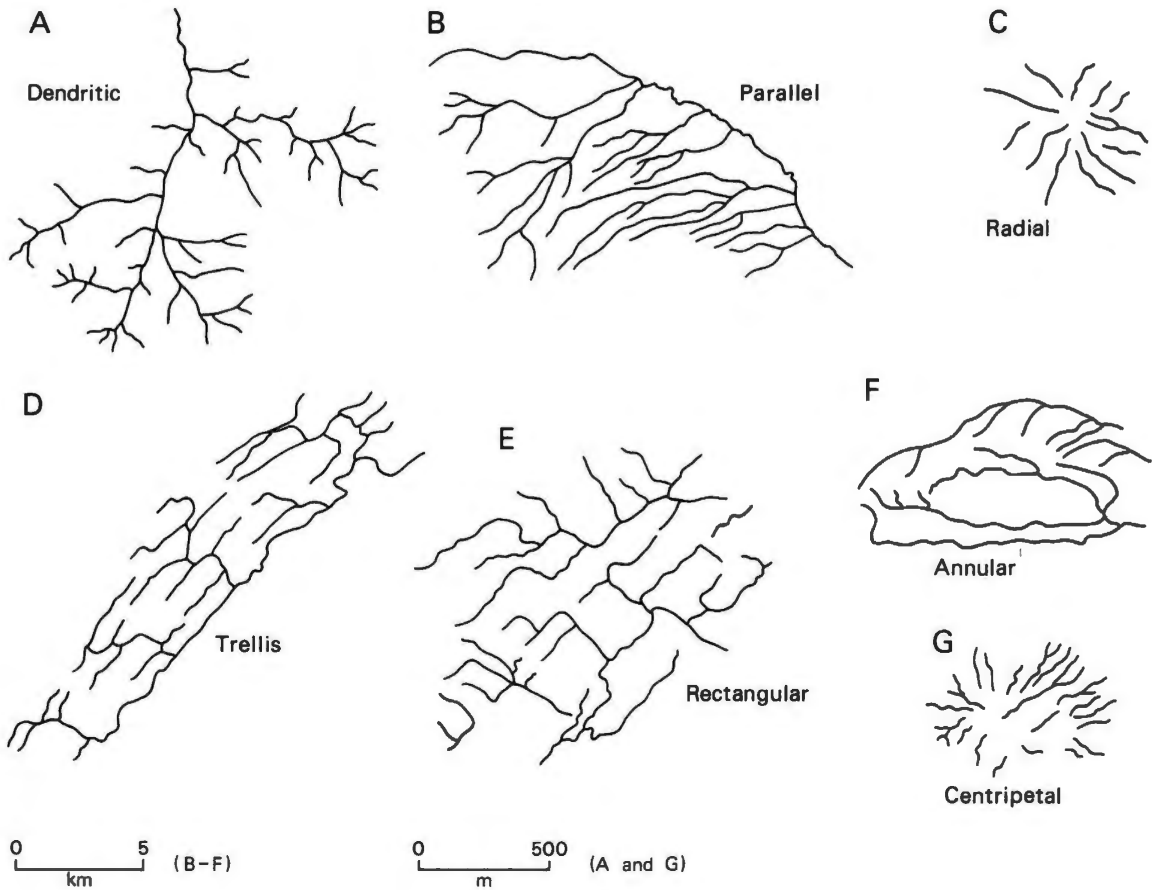 A
Dendritic
B
Parallel
C
Radial
D
Trellis
E
Rectangular
F
Annular
G
Centripetal
0 5 (B-F)
km
0 500 (A and G)
m